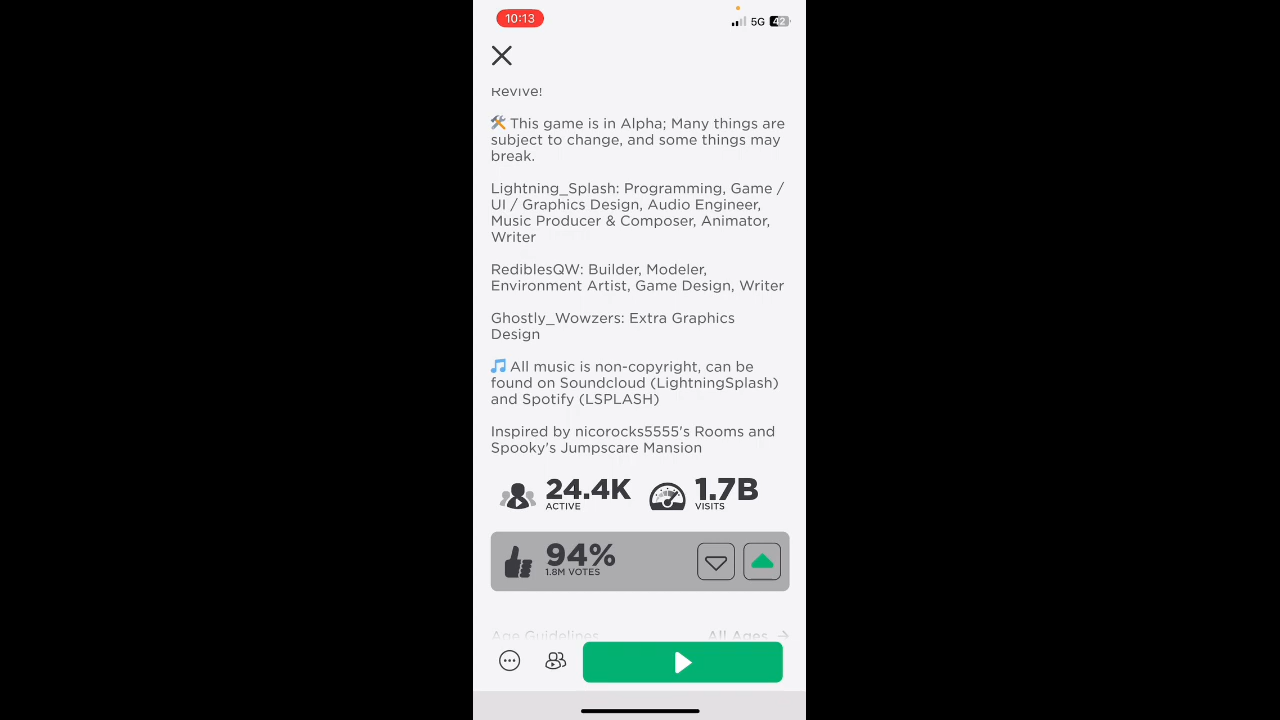 10:13
5G 42
Revive!
🛠️ This game is in Alpha; Many things are
subject to change, and some things may
break.
Lightning_Splash: Programming, Game /
UI / Graphics Design, Audio Engineer,
Music Producer & Composer, Animator,
Writer
RediblesQW: Builder, Modeler,
Environment Artist, Game Design, Writer
Ghostly_Wowzers: Extra Graphics
Design
🎵 All music is non-copyright, can be
found on Soundcloud (LightningSplash)
and Spotify (LSPLASH)
Inspired by nicorocks5555's Rooms and
Spooky's Jumpscare Mansion
24.4K 1.7B
ACTIVE VISITS
94%
1.8M VOTES
Age Guidelines All Ages →